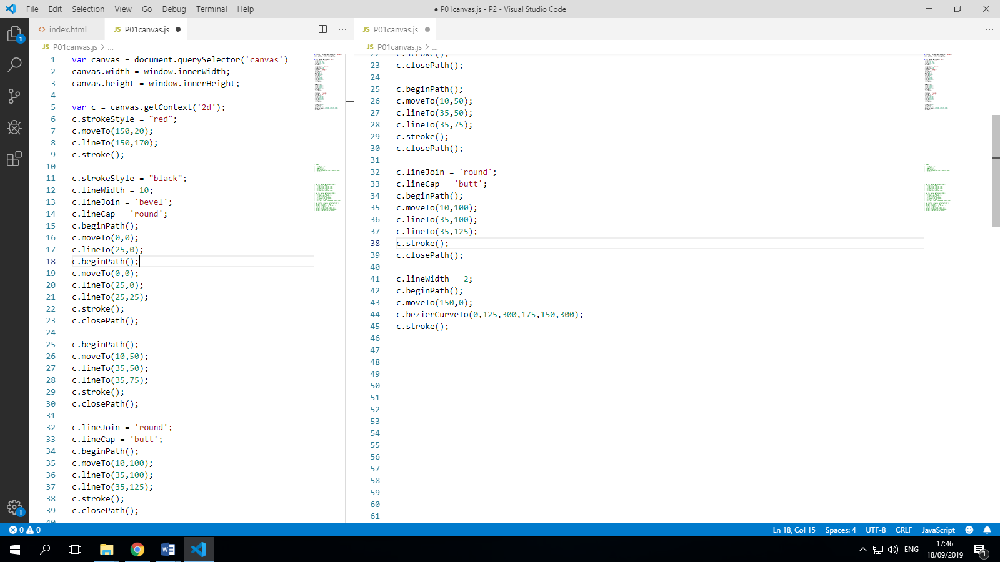 File Edit Selection View Go Debug Terminal Help
● P01canvas.js - P2 - Visual Studio Code
1
1
index.html
JS P01canvas.js ●
JS P01canvas.js > ...
1 var canvas = document.querySelector('canvas')
2 canvas.width = window.innerWidth;
3 canvas.height = window.innerHeight;
4
5 var c = canvas.getContext('2d');
6 c.strokeStyle = "red";
7 c.moveTo(150,20);
8 c.lineTo(150,170);
9 c.stroke();
10
11 c.strokeStyle = "black";
12 c.lineWidth = 10;
13 c.lineJoin = 'bevel';
14 c.lineCap = 'round';
15 c.beginPath();
16 c.moveTo(0,0);
17 c.lineTo(25,0);
18 c.beginPath();
19 c.moveTo(0,0);
20 c.lineTo(25,0);
21 c.lineTo(25,25);
22 c.stroke();
23 c.closePath();
24
25 c.beginPath();
26 c.moveTo(10,50);
27 c.lineTo(35,50);
28 c.lineTo(35,75);
29 c.stroke();
30 c.closePath();
31
32 c.lineJoin = 'round';
33 c.lineCap = 'butt';
34 c.beginPath();
35 c.moveTo(10,100);
36 c.lineTo(35,100);
37 c.lineTo(35,125);
38 c.stroke();
39 c.closePath();
40
JS P01canvas.js ●
JS P01canvas.js > ...
22 c.stroke();
23 c.closePath();
24
25 c.beginPath();
26 c.moveTo(10,50);
27 c.lineTo(35,50);
28 c.lineTo(35,75);
29 c.stroke();
30 c.closePath();
31
32 c.lineJoin = 'round';
33 c.lineCap = 'butt';
34 c.beginPath();
35 c.moveTo(10,100);
36 c.lineTo(35,100);
37 c.lineTo(35,125);
38 c.stroke();
39 c.closePath();
40
41 c.lineWidth = 2;
42 c.beginPath();
43 c.moveTo(150,0);
44 c.bezierCurveTo(0,125,300,175,150,300);
45 c.stroke();
46
47
48
49
50
51
52
53
54
55
56
57
58
59
60
61
0 0
Ln 18, Col 15 Spaces: 4 UTF-8 CRLF JavaScript
ENG
17:46
18/09/2019
1